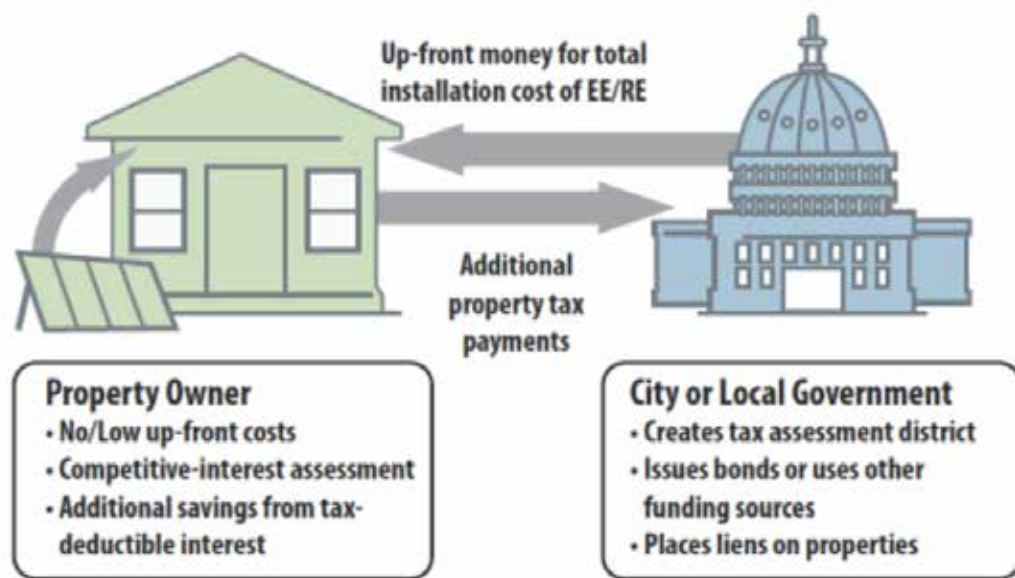 Up-front money for total
installation cost of EE/RE
Additional
property tax
payments
Property Owner
• No/Low up-front costs
• Competitive-interest assessment
• Additional savings from tax-
deductible interest
City or Local Government
• Creates tax assessment district
• Issues bonds or uses other
funding sources
• Places liens on properties